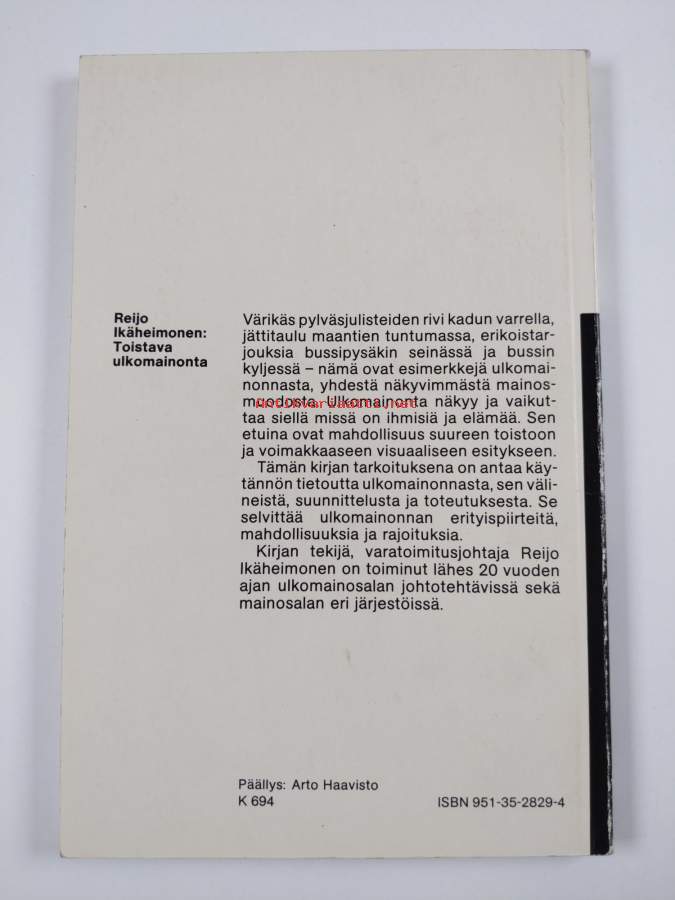 Reijo
Ikäheimonen:
Toistava
ulkomainonta
Värikäs pylväsjulisteiden rivi kadun varrella,
jättitaulu maantien tuntumassa, erikoistar-
jouksia bussipysäkin seinässä ja bussin
kyljessä – nämä ovat esimerkkejä ulkomai-
nonnasta, yhdestä näkyvimmästä mainos-
muodosta. Ulkomainonta näkyy ja vaikut-
taa siellä missä on ihmisiä ja elämää. Sen
etuina ovat mahdollisuus suureen toistoon
ja voimakkaaseen visuaaliseen esitykseen.
Tämän kirjan tarkoituksena on antaa käy-
tännön tietoutta ulkomainonnasta, sen väli-
neistä, suunnittelusta ja toteutuksesta. Se
selvittää ulkomainonnan erityispiirteitä,
mahdollisuuksia ja rajoituksia.
Kirjan tekijä, varatoimitusjohtaja Reijo
Ikäheimonen on toiminut lähes 20 vuoden
ajan ulkomainosalan johtotehtävissä sekä
mainosalan eri järjestöissä.
Antikvariaatti.net
Päällys: Arto Haavisto
K 694
ISBN 951-35-2829-4